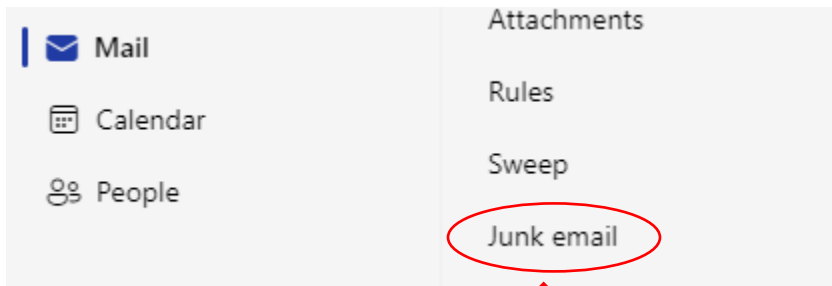 Mail
Calendar
People
Attachments
Rules
Sweep
Junk email